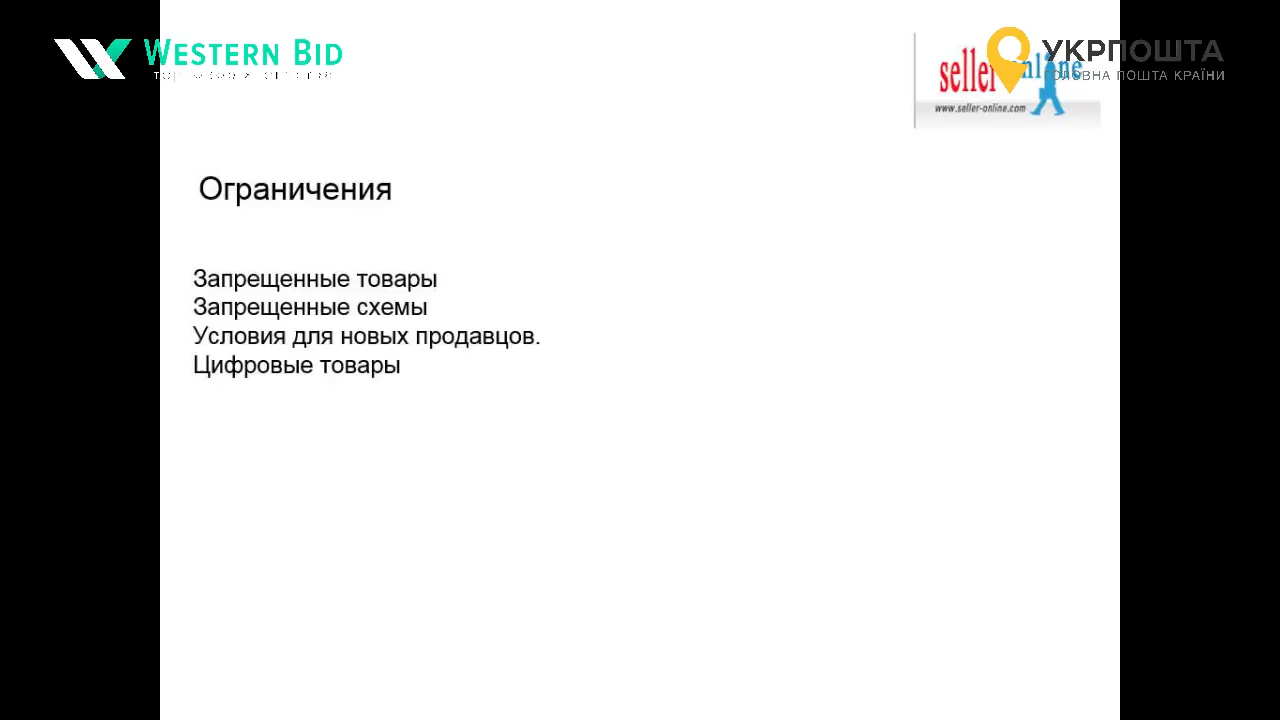 WESTERN BID
УКРПОШТА
ГОЛОВНА ПОШТА КРАЇНИ
seller online
www.seller-online.com
Ограничения
Запрещенные товары
Запрещенные схемы
Условия для новых продавцов.
Цифровые товары